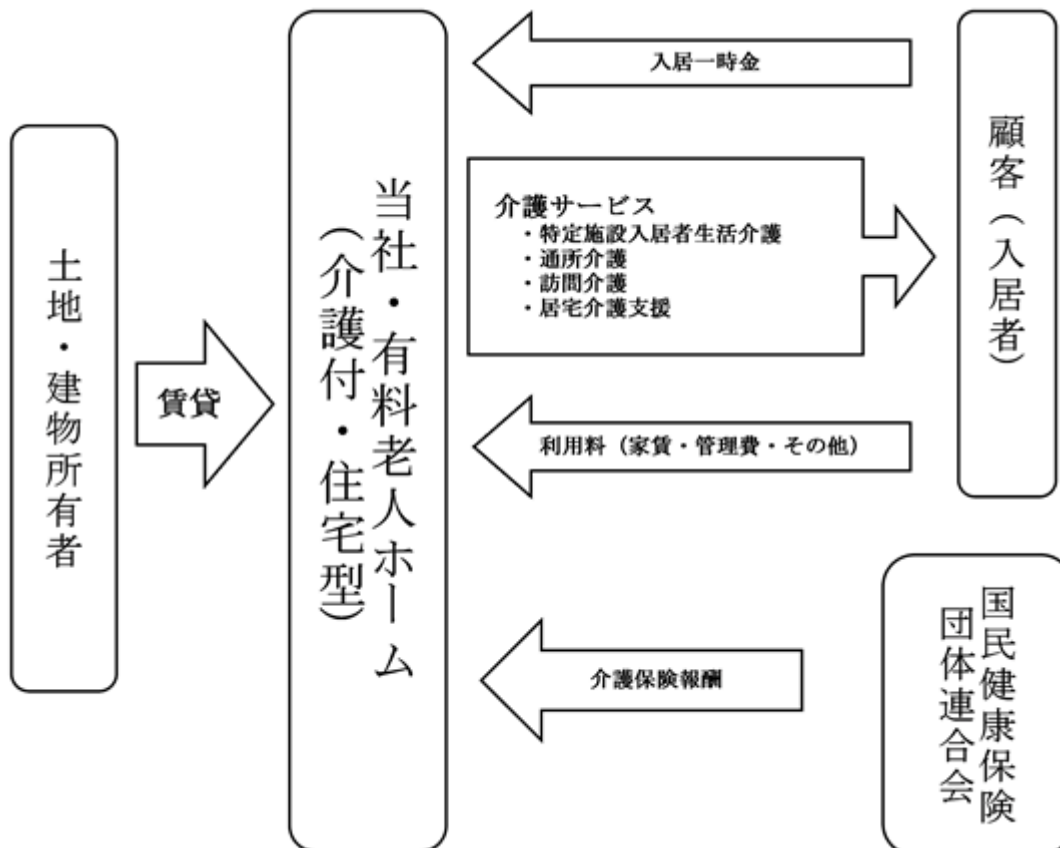 土地・建物所有者
賃貸
当社・有料老人ホーム
（介護付・住宅型）
入居一時金
介護サービス
・特定施設入居者生活介護
・通所介護
・訪問介護
・居宅介護支援
利用料（家賃・管理費・その他）
介護保険報酬
顧客（入居者）
国民健康保険
団体連合会